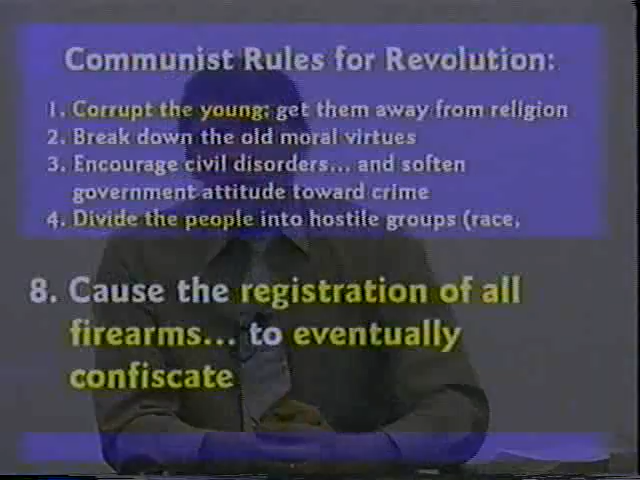 Communist Rules for Revolution:
1. Corrupt the young; get them away from religion
2. Break down the old moral virtues
3. Encourage civil disorders... and soften
government attitude toward crime
4. Divide the people into hostile groups (race,
8. Cause the registration of all
firearms... to eventually
confiscate